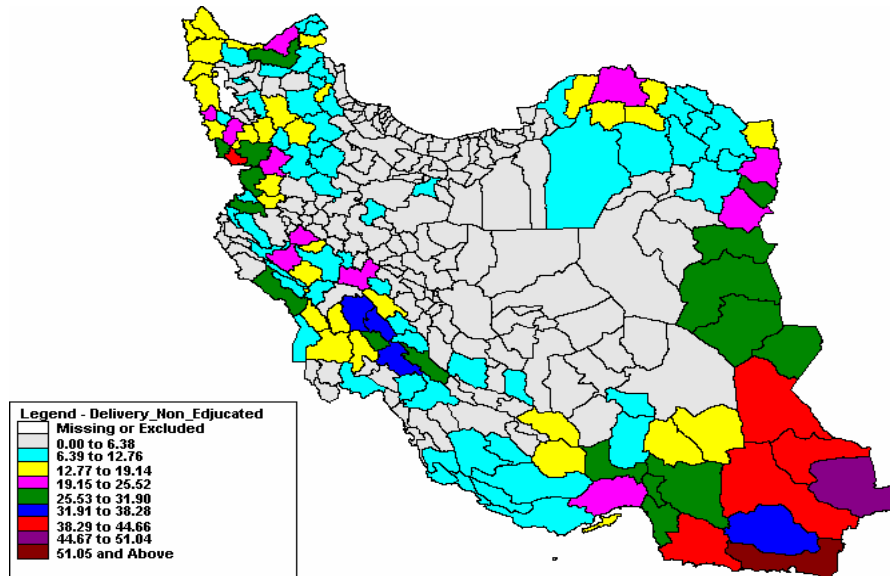 Legend - Delivery_Non_Edjucated
Missing or Excluded
0.00 to 6.38
6.39 to 12.76
12.77 to 19.14
19.15 to 25.52
25.53 to 31.90
31.91 to 38.28
38.29 to 44.66
44.67 to 51.04
51.05 and Above